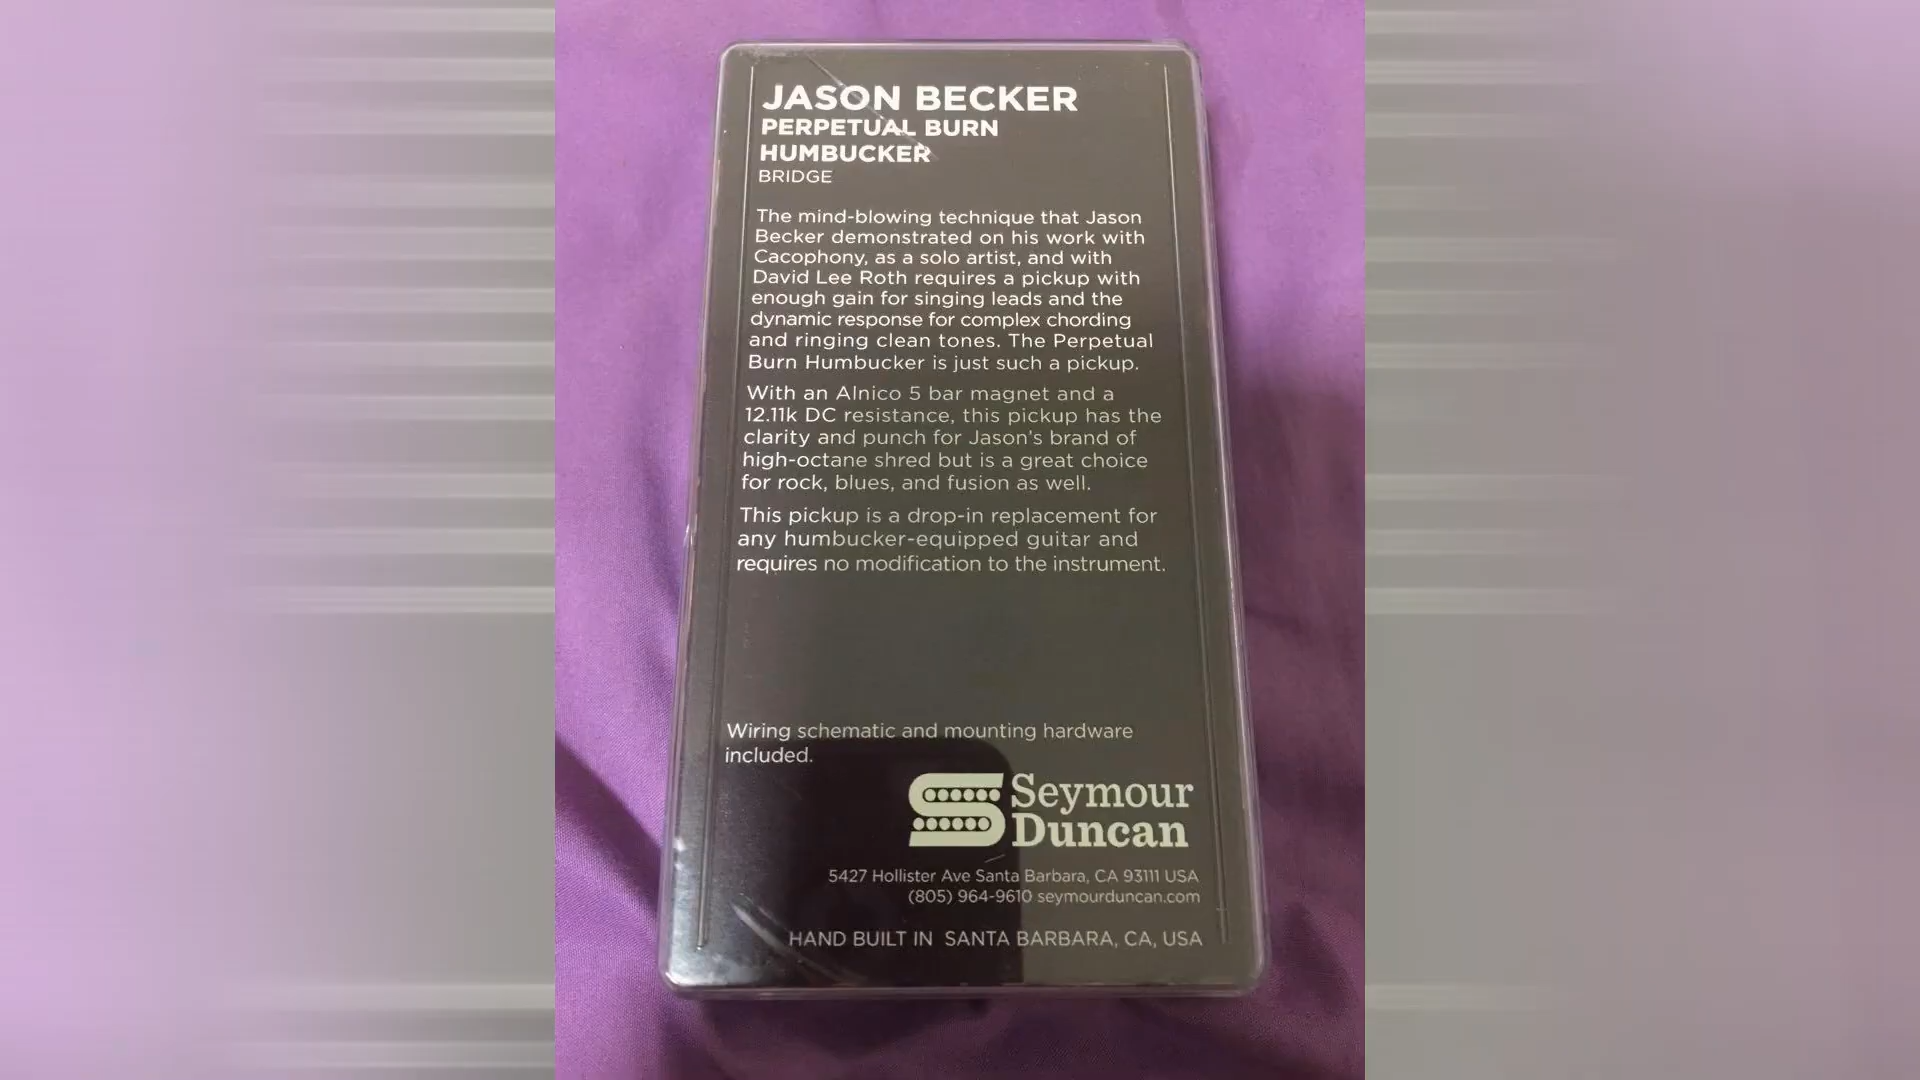 JASON BECKER
PERPETUAL BURN
HUMBUCKER
BRIDGE
The mind-blowing technique that Jason
Becker demonstrated on his work with
Cacophony, as a solo artist, and with
David Lee Roth requires a pickup with
enough gain for singing leads and the
dynamic response for complex chording
and ringing clean tones. The Perpetual
Burn Humbucker is just such a pickup.
With an Alnico 5 bar magnet and a
12.11k DC resistance, this pickup has the
clarity and punch for Jason's brand of
high-octane shred but is a great choice
for rock, blues, and fusion as well.
This pickup is a drop-in replacement for
any humbucker-equipped guitar and
requires no modification to the instrument.
Wiring schematic and mounting hardware
included.
Seymour
Duncan
5427 Hollister Ave Santa Barbara, CA 93111 USA
(805) 964-9610 seymourduncan.com
HAND BUILT IN SANTA BARBARA, CA, USA